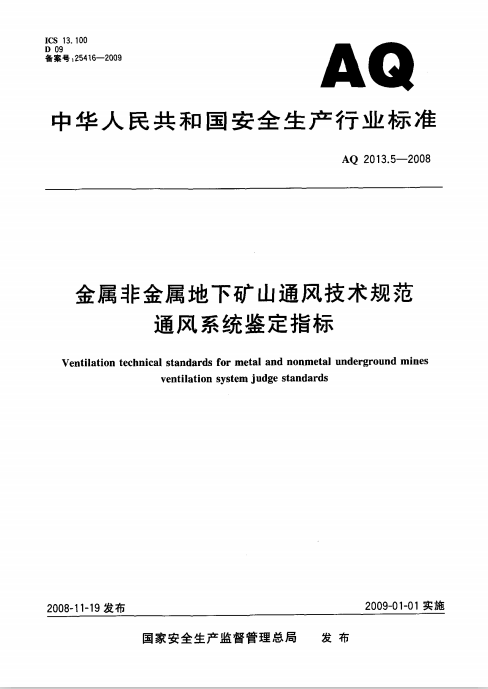 ICS 13.100
D 09
备案号:25416—2009
AQ
中华人民共和国安全生产行业标准
AQ 2013.5—2008
金属非金属地下矿山通风技术规范
通风系统鉴定指标
Ventilation technical standards for metal and nonmetal underground mines
ventilation system judge standards
2008-11-19 发布
2009-01-01 实施
国家安全生产监督管理总局 发布